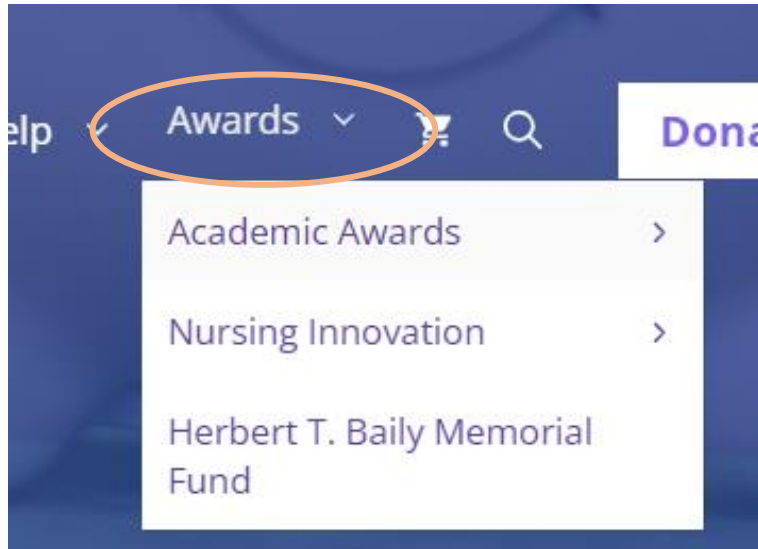 elp Awards Dona
Academic Awards
Nursing Innovation
Herbert T. Baily Memorial
Fund